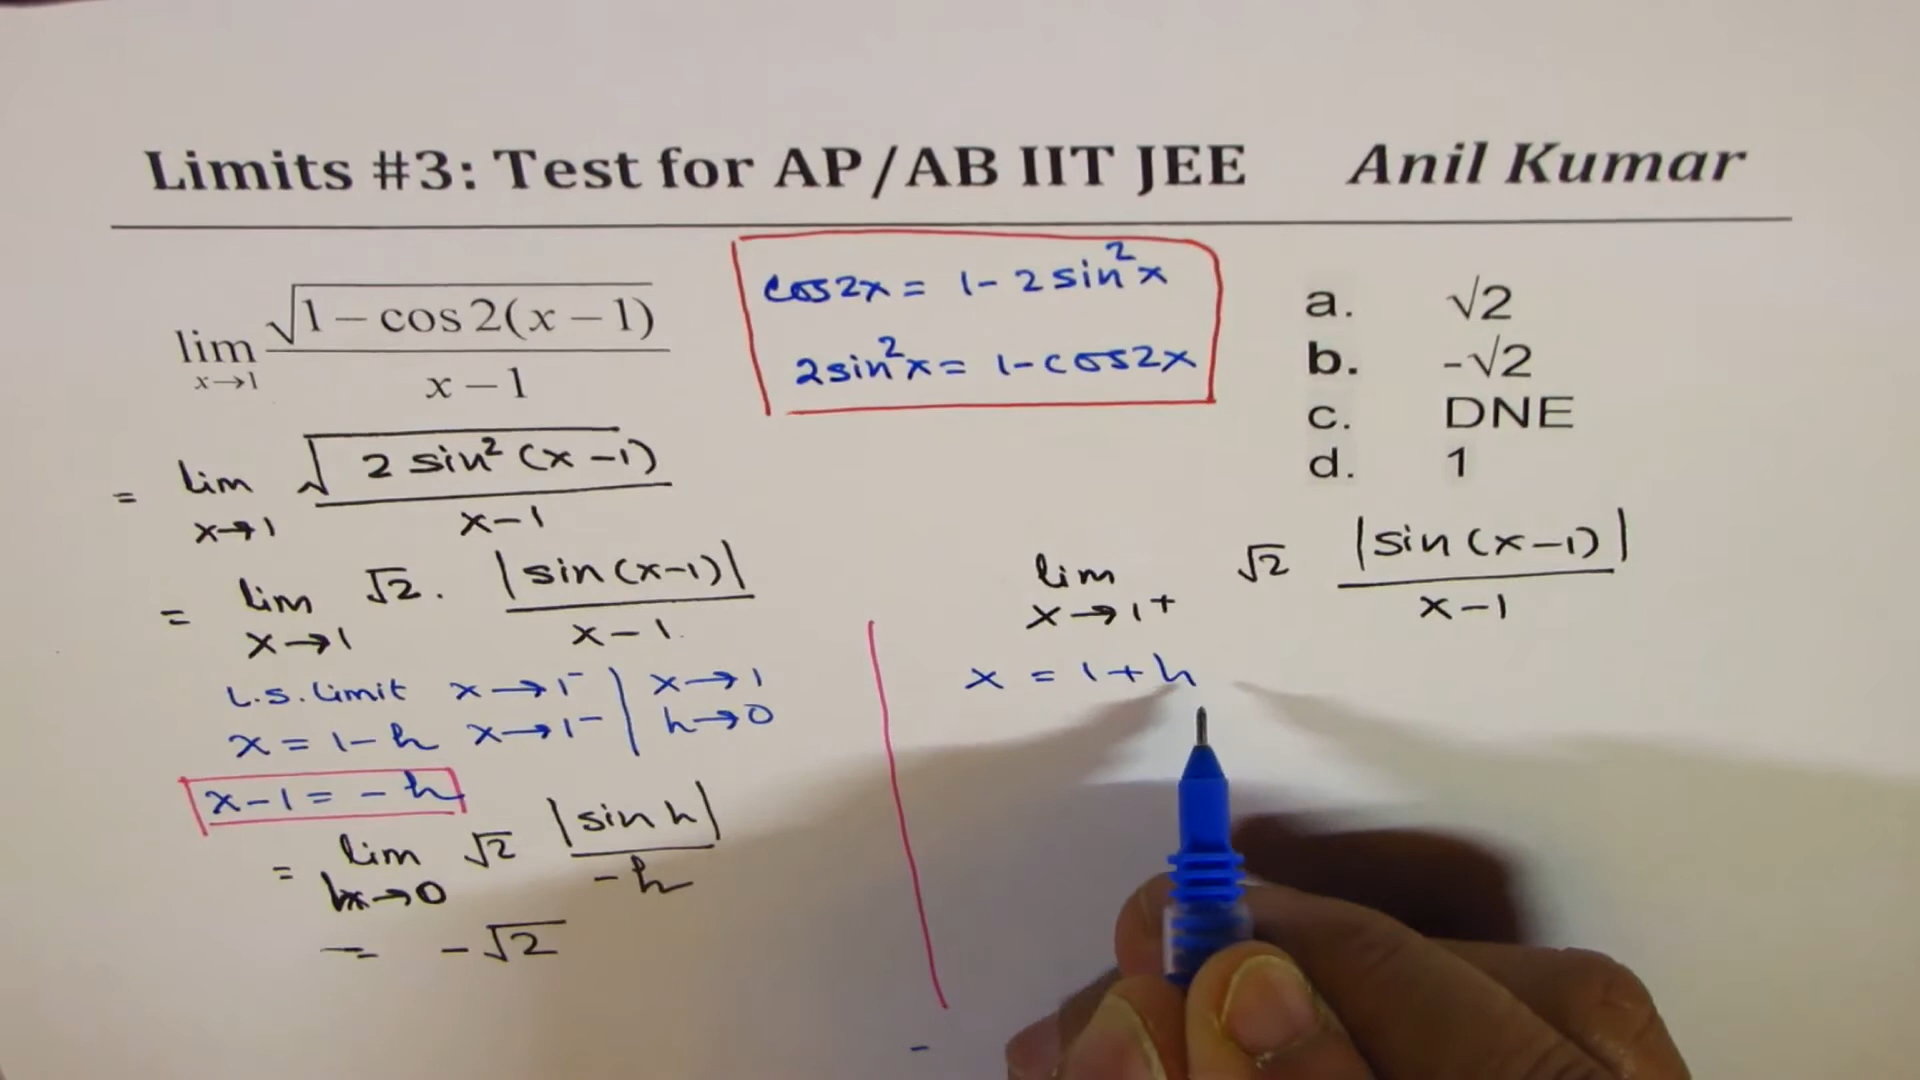 Limits #3: Test for AP/AB IIT JEE Anil Kumar
lim x→1 √(1 − cos 2(x − 1)) / (x − 1)
cos2x = 1 - 2 sin²x
2sin²x = 1 - cos2x
a. √2
b. -√2
c. DNE
d. 1
= lim x→1 √(2 sin² (x-1)) / (x-1)
= lim x→1 √2 . |sin(x-1)| / (x-1)
L.S. limit x→1⁻ | x→1
x = 1-h x→1⁻ | h→0
x-1 = -h
= lim h→0 √2 |sin h| / -h
= -√2
lim x→1⁺ √2 |sin(x-1)| / (x-1)
x = 1+h